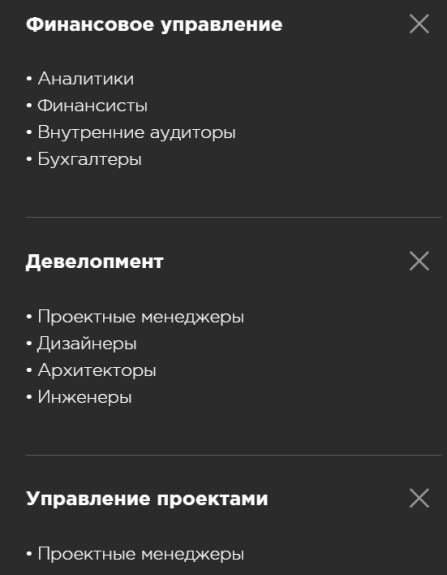 Финансовое управление
• Аналитики
• Финансисты
• Внутренние аудиторы
• Бухгалтеры
Девелопмент
• Проектные менеджеры
• Дизайнеры
• Архитекторы
• Инженеры
Управление проектами
• Проектные менеджеры